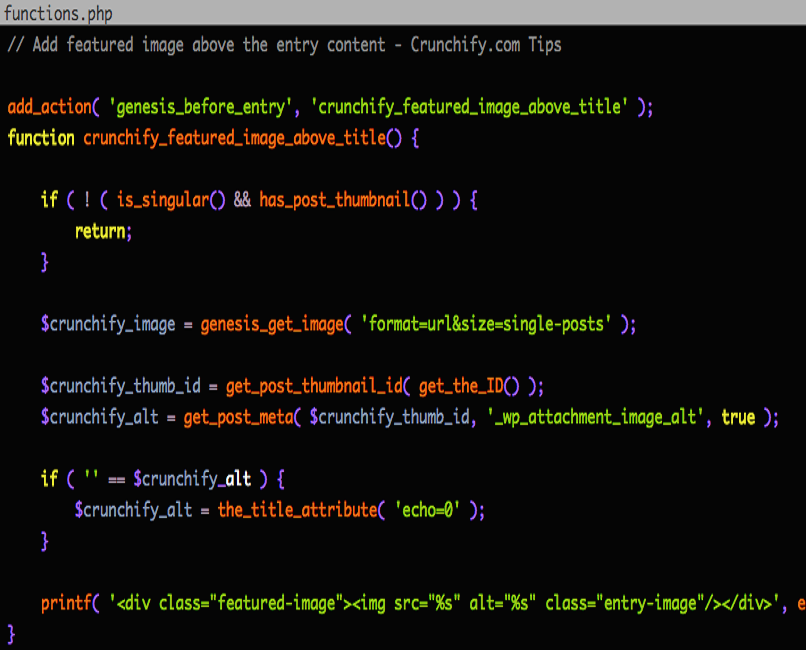 functions.php
// Add featured image above the entry content - Crunchify.com Tips
add_action( 'genesis_before_entry', 'crunchify_featured_image_above_title' );
function crunchify_featured_image_above_title() {
if ( ! ( is_singular() && has_post_thumbnail() ) ) {
return;
}
$crunchify_image = genesis_get_image( 'format=url&size=single-posts' );
$crunchify_thumb_id = get_post_thumbnail_id( get_the_ID() );
$crunchify_alt = get_post_meta( $crunchify_thumb_id, '_wp_attachment_image_alt', true );
if ( '' == $crunchify_alt ) {
$crunchify_alt = the_title_attribute( 'echo=0' );
}
printf( '<div class="featured-image"><img src="%s" alt="%s" class="entry-image"/></div>', e
}